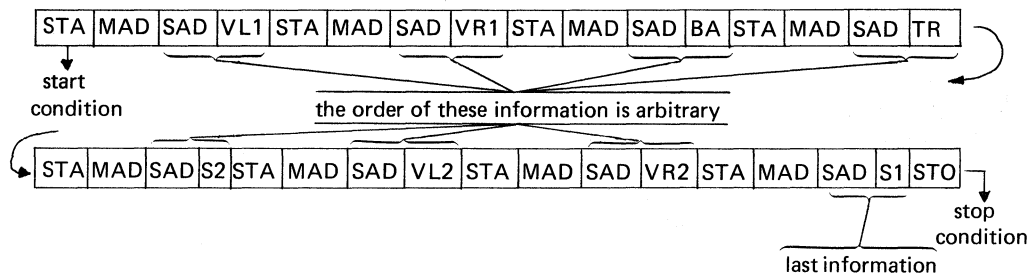 STA MAD SAD VL1 STA MAD SAD VR1 STA MAD SAD BA STA MAD SAD TR
start
condition
the order of these information is arbitrary
STA MAD SAD S2 STA MAD SAD VL2 STA MAD SAD VR2 STA MAD SAD S1 STO
stop
condition
last information